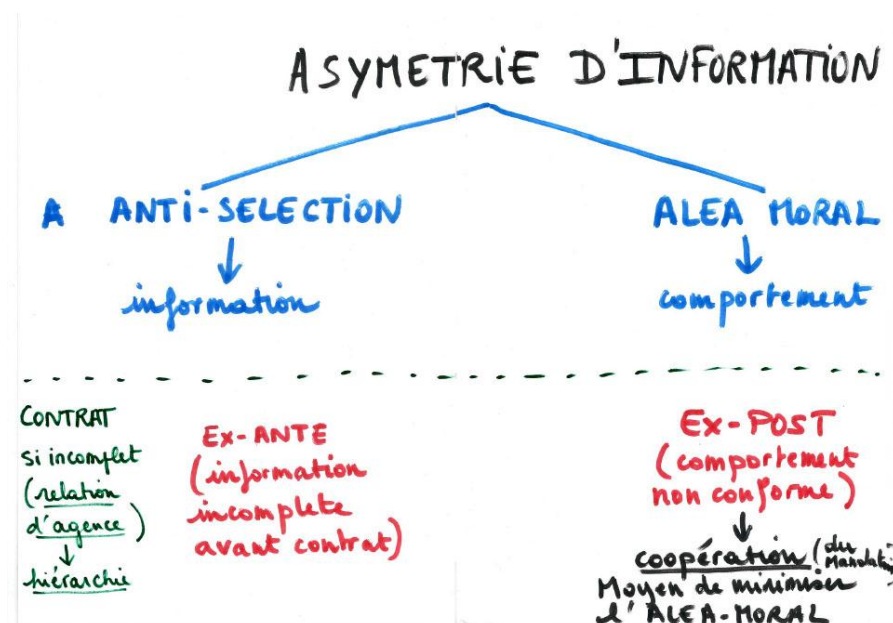 ASYMETRIE D'INFORMATION
A ANTI-SELECTION
information
ALEA MORAL
comportement
CONTRAT
Si incomplet
(relation
d'agence)
hiérarchie
Ex-ANTE
(information
incomplete
avant contrat)
Ex-POST
(comportement
non conforme)
coopération (du
Moyen de minimiser
l'ALEA-MORAL